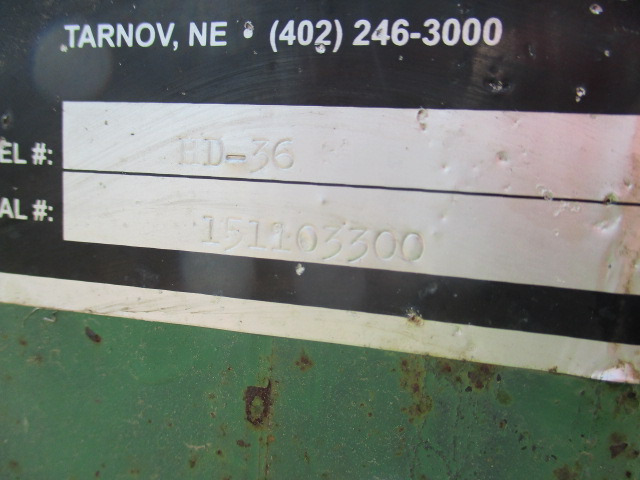 TARNOV, NE • (402) 246-3000
EL #: HD-36
AL #: 151103300